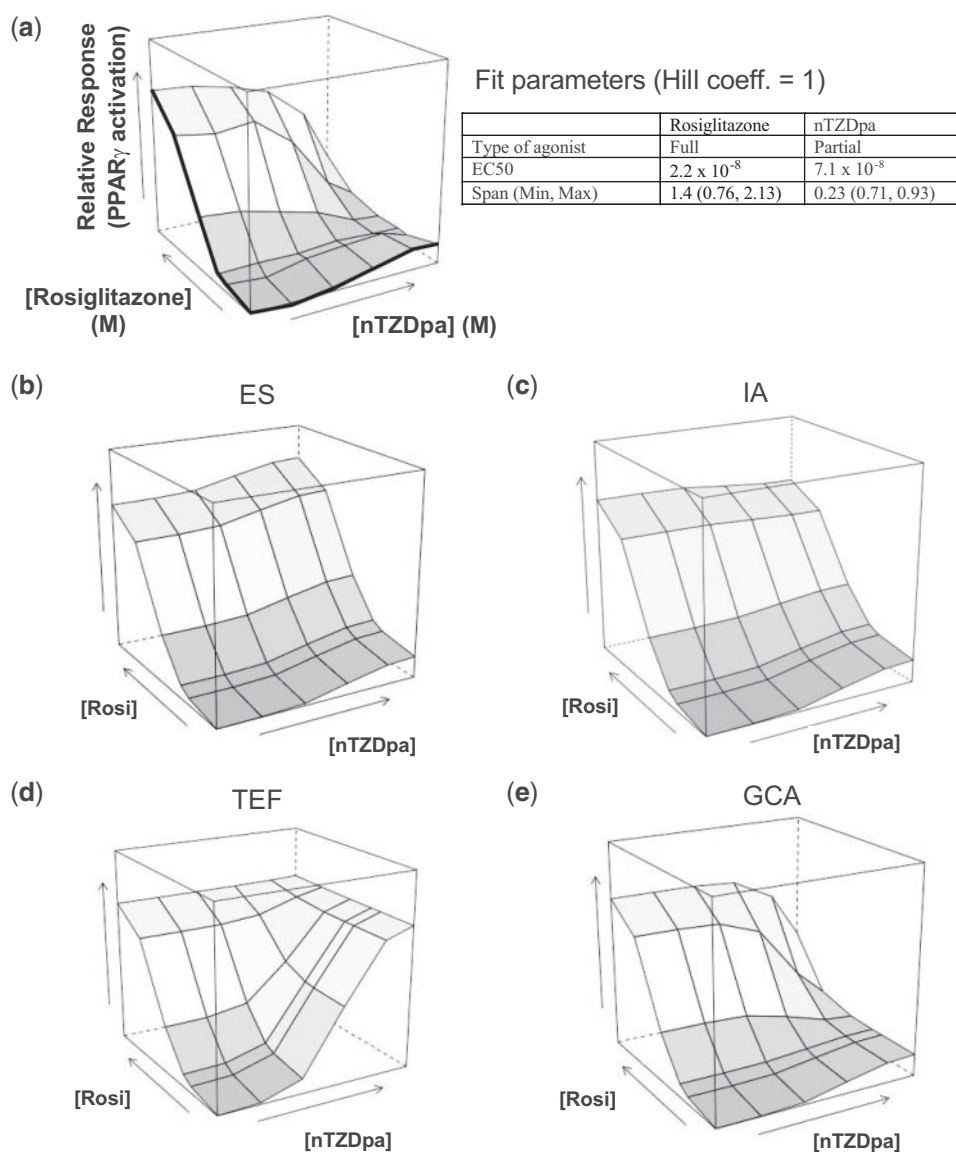 (a)
Relative Response
(PPARγ activation)
[Rosiglitazone]
(M)
[nTZDpa] (M)
Fit parameters (Hill coeff. = 1)
Rosiglitazone nTZDpa
Type of agonist Full Partial
EC50 2.2 x 10⁻⁸ 7.1 x 10⁻⁸
Span (Min, Max) 1.4 (0.76, 2.13) 0.23 (0.71, 0.93)
(b)
ES
[Rosi]
[nTZDpa]
(c)
IA
[Rosi]
[nTZDpa]
(d)
TEF
[Rosi]
[nTZDpa]
(e)
GCA
[Rosi]
[nTZDpa]